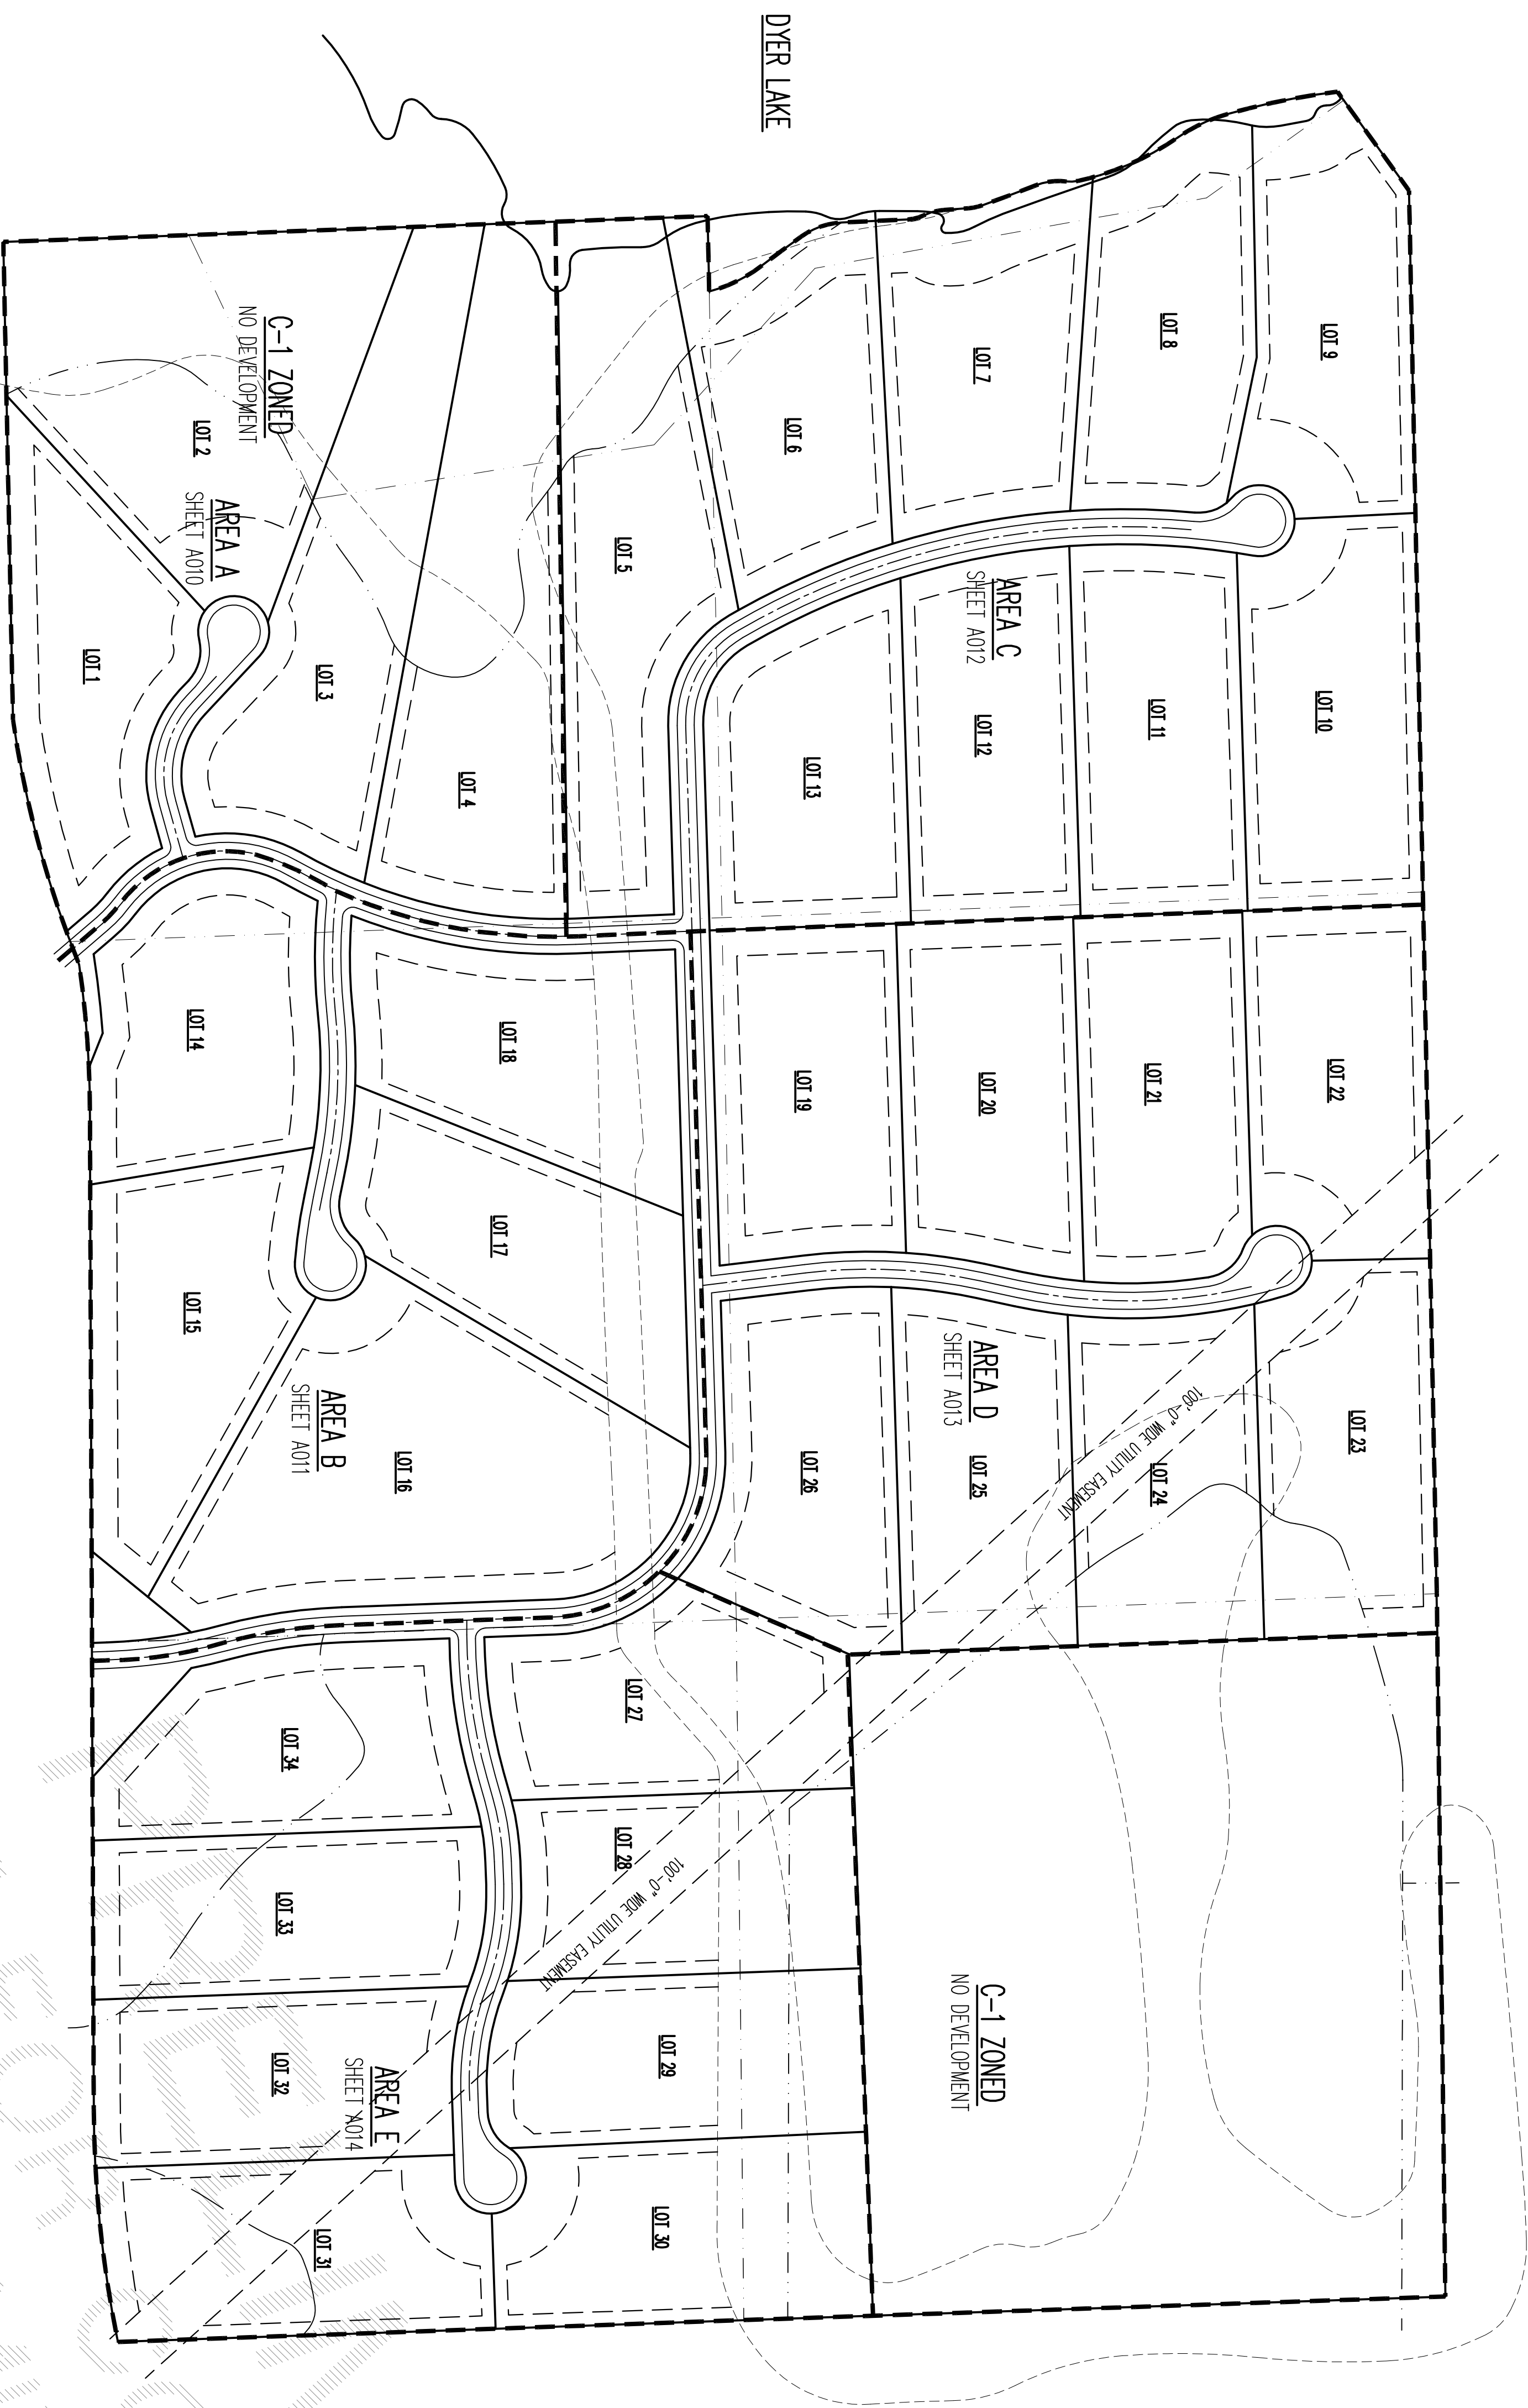 DYER LAKE
LOT 9
LOT 8
LOT 7
LOT 6
LOT 5
C-1 ZONED
NO DEVELOPMENT
LOT 2
AREA A
SHEET A010
LOT 1
LOT 3
LOT 4
AREA C
SHEET A012
LOT 10
LOT 11
LOT 12
LOT 13
LOT 14
LOT 18
LOT 19
LOT 20
LOT 21
LOT 22
LOT 17
LOT 15
AREA B
SHEET A011
LOT 16
AREA D
SHEET A013
LOT 26
LOT 25
LOT 24
LOT 23
100'-0" WIDE UTILITY EASEMENT
LOT 27
LOT 34
LOT 28
LOT 33
100'-0" WIDE UTILITY EASEMENT
C-1 ZONED
NO DEVELOPMENT
LOT 29
LOT 32
AREA E
SHEET A014
LOT 30
LOT 31